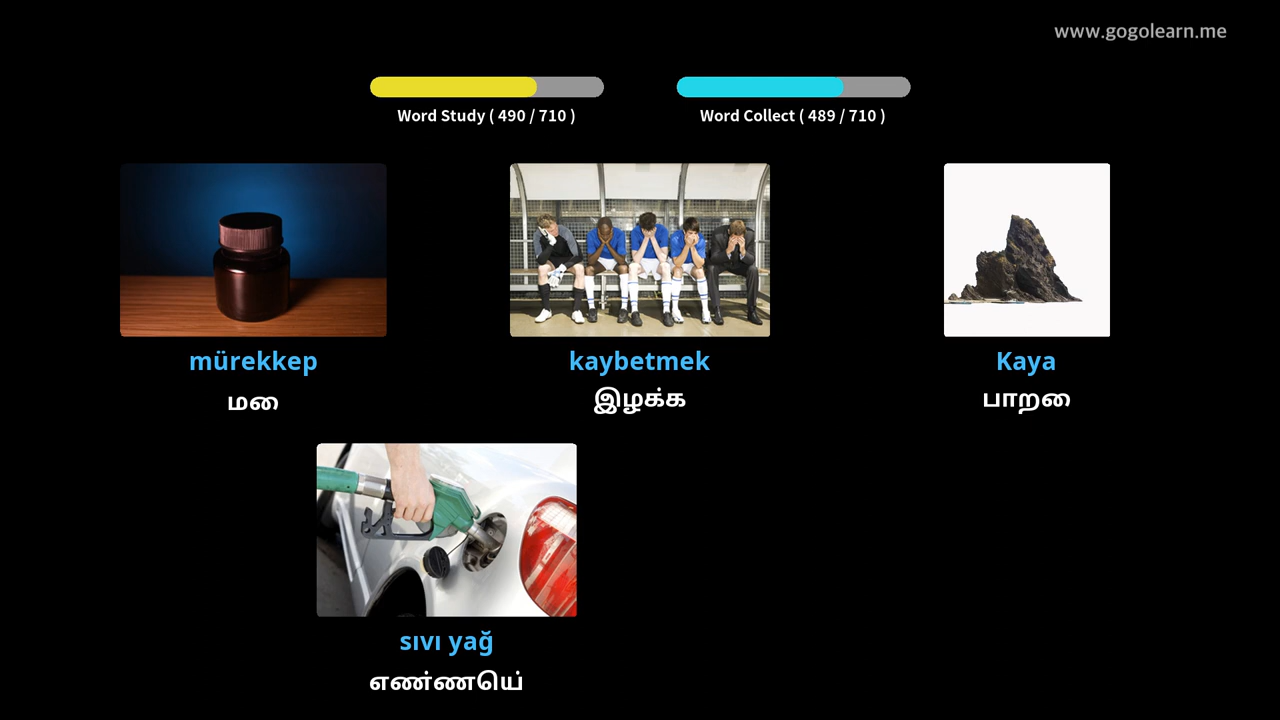 www.gogolearn.me
Word Study ( 490 / 710 )
Word Collect ( 489 / 710 )
mürekkep
மை
kaybetmek
இழக்க
Kaya
பாறை
sıvı yağ
எண்ணெய்